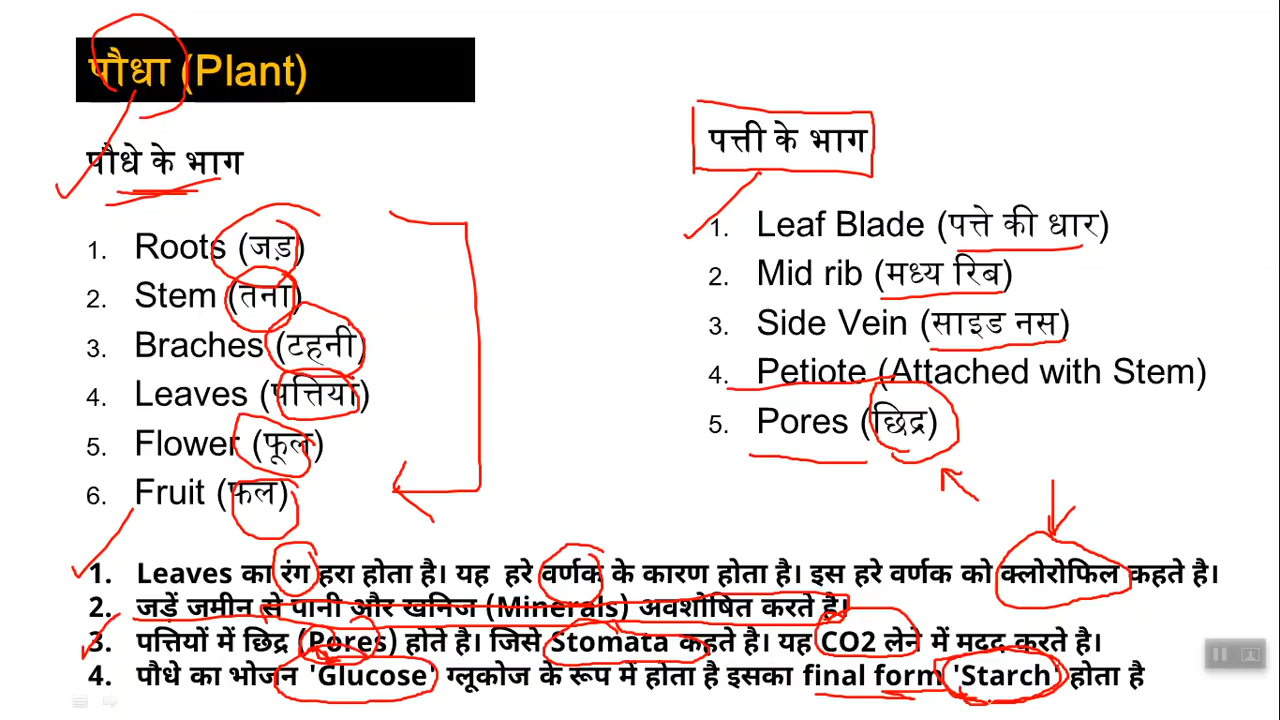 पौधा (Plant)
पौधे के भाग
1. Roots (जड़)
2. Stem (तना)
3. Braches (टहनी)
4. Leaves (पत्तियां)
5. Flower (फूल)
6. Fruit (फल)
पत्ती के भाग
1. Leaf Blade (पत्ते की धार)
2. Mid rib (मध्य रिब)
3. Side Vein (साइड नस)
4. Petiote (Attached with Stem)
5. Pores (छिद्र)
1. Leaves का रंग हरा होता है। यह हरे वर्णक के कारण होता है। इस हरे वर्णक को क्लोरोफिल कहते है।
2. जड़ें जमीन से पानी और खनिज (Minerals) अवशोषित करते है।
3. पत्तियों में छिद्र (Pores) होते है। जिसे Stomata कहते है। यह CO2 लेने में मदद करते है।
4. पौधे का भोजन 'Glucose' ग्लूकोज के रूप में होता है इसका final form 'Starch' होता है